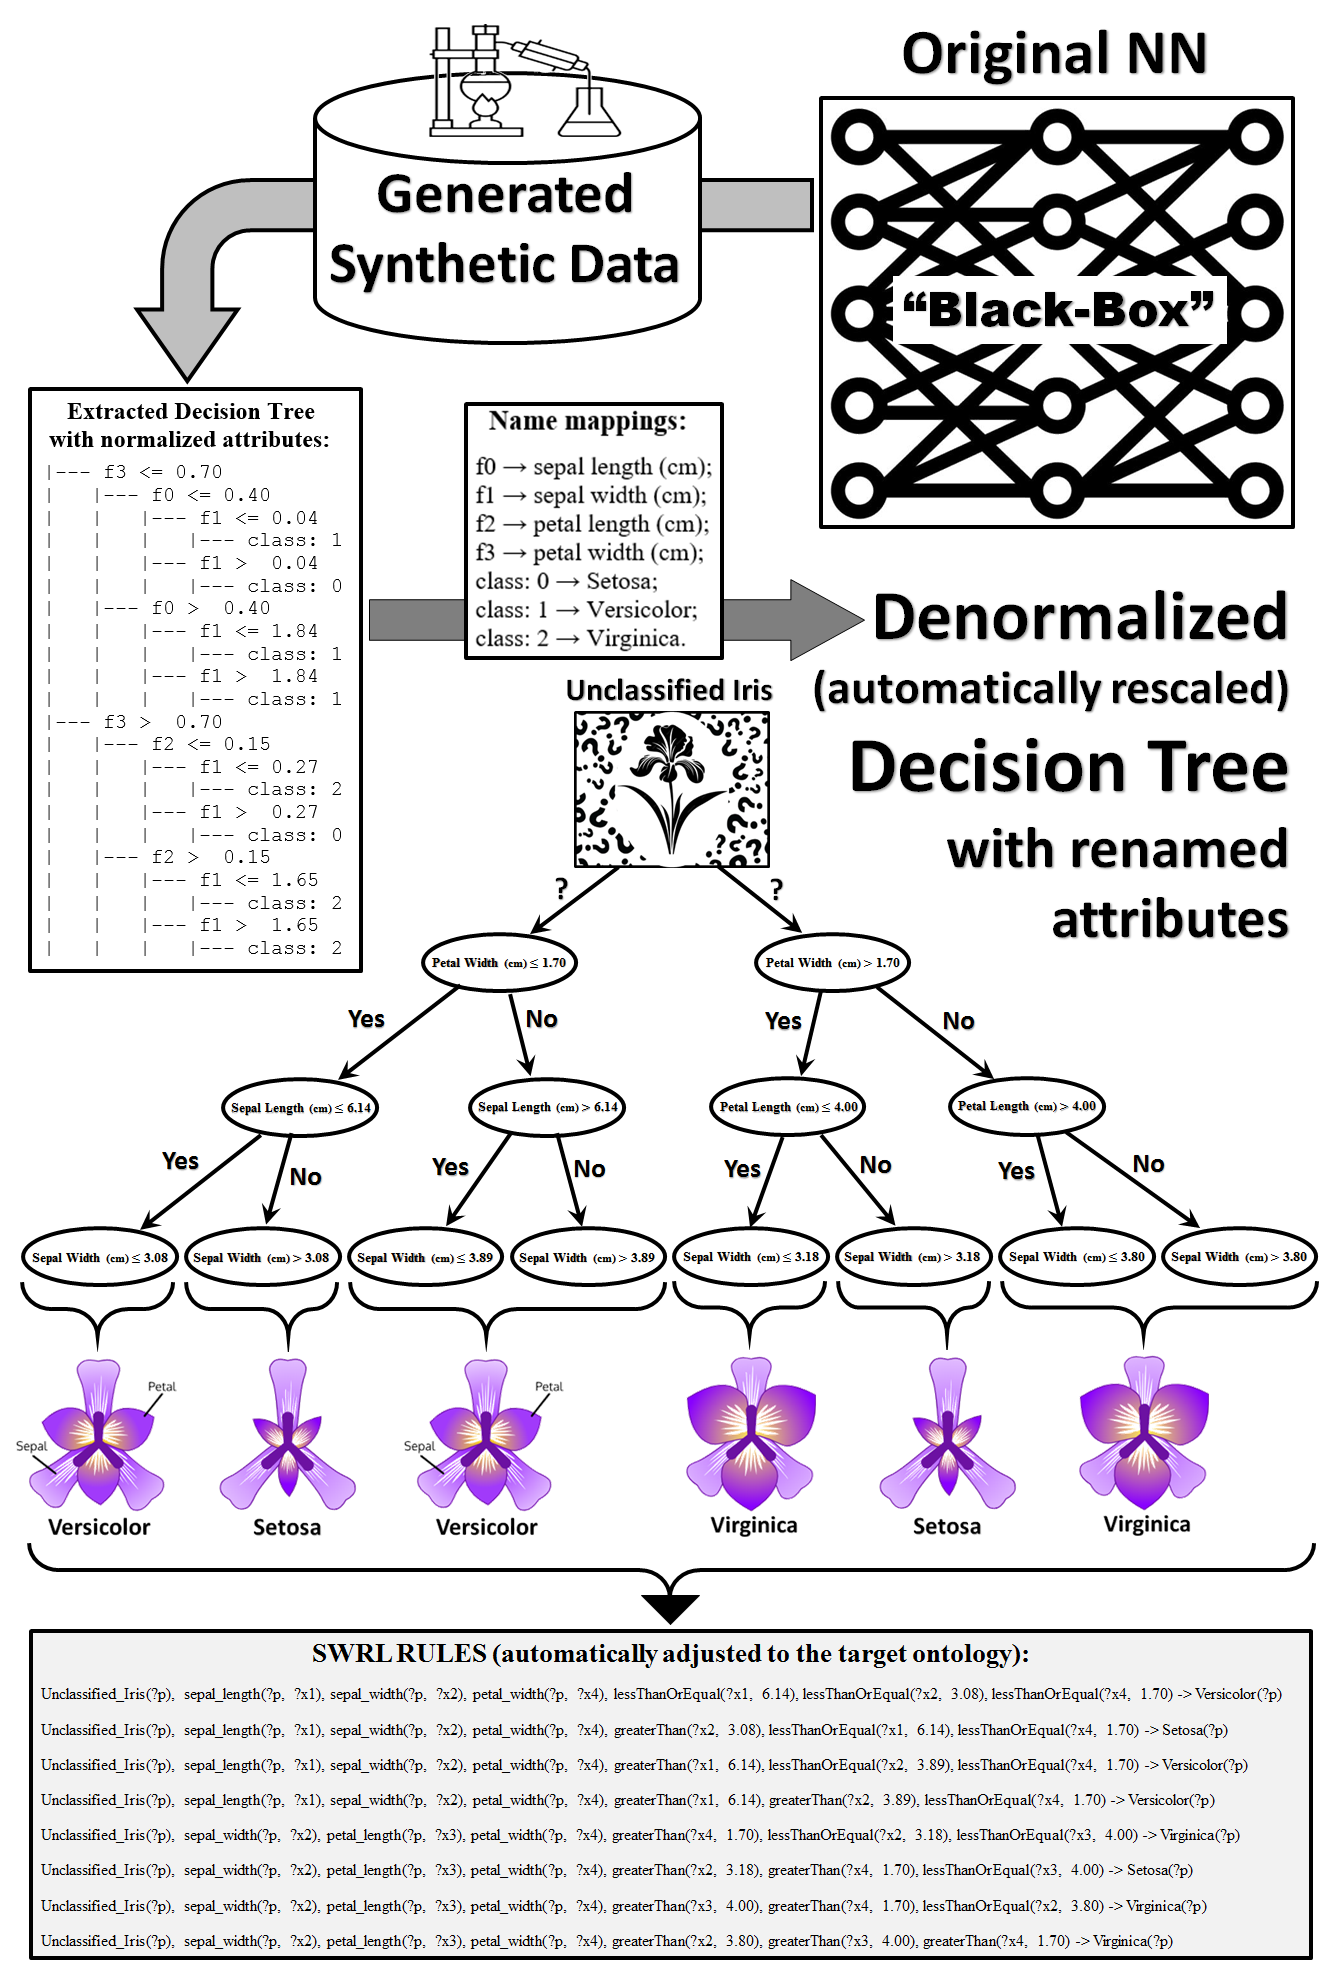 Original NN
Generated
Synthetic Data
“Black-Box”
Extracted Decision Tree
with normalized attributes:
|--- f3 <= 0.70
|   |--- f0 <= 0.40
|   |   |--- f1 <= 0.04
|   |   |   |--- class: 1
|   |   |--- f1 >  0.04
|   |   |   |--- class: 0
|   |--- f0 >  0.40
|   |   |--- f1 <= 1.84
|   |   |   |--- class: 1
|   |   |--- f1 >  1.84
|   |   |   |--- class: 1
|--- f3 >  0.70
|   |--- f2 <= 0.15
|   |   |--- f1 <= 0.27
|   |   |   |--- class: 2
|   |   |--- f1 >  0.27
|   |   |   |--- class: 0
|   |--- f2 >  0.15
|   |   |--- f1 <= 1.65
|   |   |   |--- class: 2
|   |   |--- f1 >  1.65
|   |   |   |--- class: 2
Name mappings:
f0 → sepal length (cm);
f1 → sepal width (cm);
f2 → petal length (cm);
f3 → petal width (cm);
class: 0 → Setosa;
class: 1 → Versicolor;
class: 2 → Virginica.
Denormalized
(automatically rescaled)
Decision Tree
with renamed
attributes
Unclassified Iris
? ?
Petal Width (cm) ≤ 1.70 Petal Width (cm) > 1.70
Yes No Yes No
Sepal Length (cm) ≤ 6.14 Sepal Length (cm) > 6.14 Petal Length (cm) ≤ 4.00 Petal Length (cm) > 4.00
Yes No Yes No Yes No Yes No
Sepal Width (cm) ≤ 3.08 Sepal Width (cm) > 3.08 Sepal Width (cm) ≤ 3.89 Sepal Width (cm) > 3.89 Sepal Width (cm) ≤ 3.18 Sepal Width (cm) > 3.18 Sepal Width (cm) ≤ 3.80 Sepal Width (cm) > 3.80
Petal Petal
Sepal Sepal
Versicolor Setosa Versicolor Virginica Setosa Virginica
SWRL RULES (automatically adjusted to the target ontology):
Unclassified_Iris(?p), sepal_length(?p, ?x1), sepal_width(?p, ?x2), petal_width(?p, ?x4), lessThanOrEqual(?x1, 6.14), lessThanOrEqual(?x2, 3.08), lessThanOrEqual(?x4, 1.70) -> Versicolor(?p)
Unclassified_Iris(?p), sepal_length(?p, ?x1), sepal_width(?p, ?x2), petal_width(?p, ?x4), greaterThan(?x2, 3.08), lessThanOrEqual(?x1, 6.14), lessThanOrEqual(?x4, 1.70) -> Setosa(?p)
Unclassified_Iris(?p), sepal_length(?p, ?x1), sepal_width(?p, ?x2), petal_width(?p, ?x4), greaterThan(?x1, 6.14), lessThanOrEqual(?x2, 3.89), lessThanOrEqual(?x4, 1.70) -> Versicolor(?p)
Unclassified_Iris(?p), sepal_length(?p, ?x1), sepal_width(?p, ?x2), petal_width(?p, ?x4), greaterThan(?x1, 6.14), greaterThan(?x2, 3.89), lessThanOrEqual(?x4, 1.70) -> Versicolor(?p)
Unclassified_Iris(?p), sepal_width(?p, ?x2), petal_length(?p, ?x3), petal_width(?p, ?x4), greaterThan(?x4, 1.70), lessThanOrEqual(?x2, 3.18), lessThanOrEqual(?x3, 4.00) -> Virginica(?p)
Unclassified_Iris(?p), sepal_width(?p, ?x2), petal_length(?p, ?x3), petal_width(?p, ?x4), greaterThan(?x2, 3.18), greaterThan(?x4, 1.70), lessThanOrEqual(?x3, 4.00) -> Setosa(?p)
Unclassified_Iris(?p), sepal_width(?p, ?x2), petal_length(?p, ?x3), petal_width(?p, ?x4), greaterThan(?x3, 4.00), greaterThan(?x4, 1.70), lessThanOrEqual(?x2, 3.80) -> Virginica(?p)
Unclassified_Iris(?p), sepal_width(?p, ?x2), petal_length(?p, ?x3), petal_width(?p, ?x4), greaterThan(?x2, 3.80), greaterThan(?x3, 4.00), greaterThan(?x4, 1.70) -> Virginica(?p)